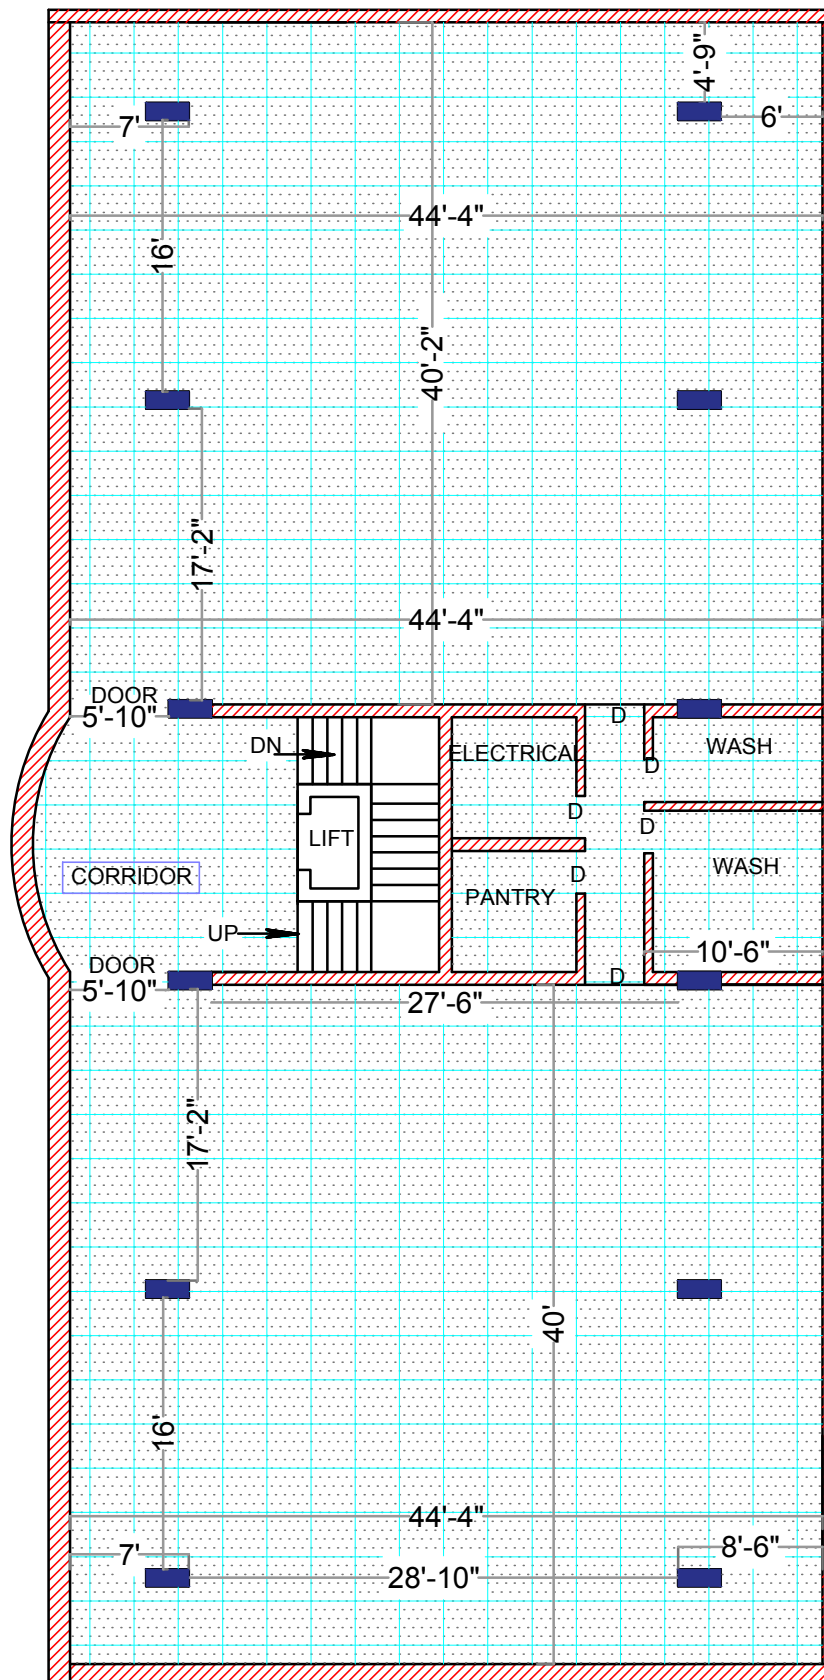 4'-9"
6'
7'
44'-4"
16'
40'-2"
17'-2"
44'-4"
DOOR
5'-10"
D
DN
ELECTRICAL
WASH
D
D
D
LIFT
CORRIDOR
D
WASH
PANTRY
UP
10'-6"
DOOR
5'-10"
D
27'-6"
17'-2"
40'
16'
44'-4"
8'-6"
7'
28'-10"